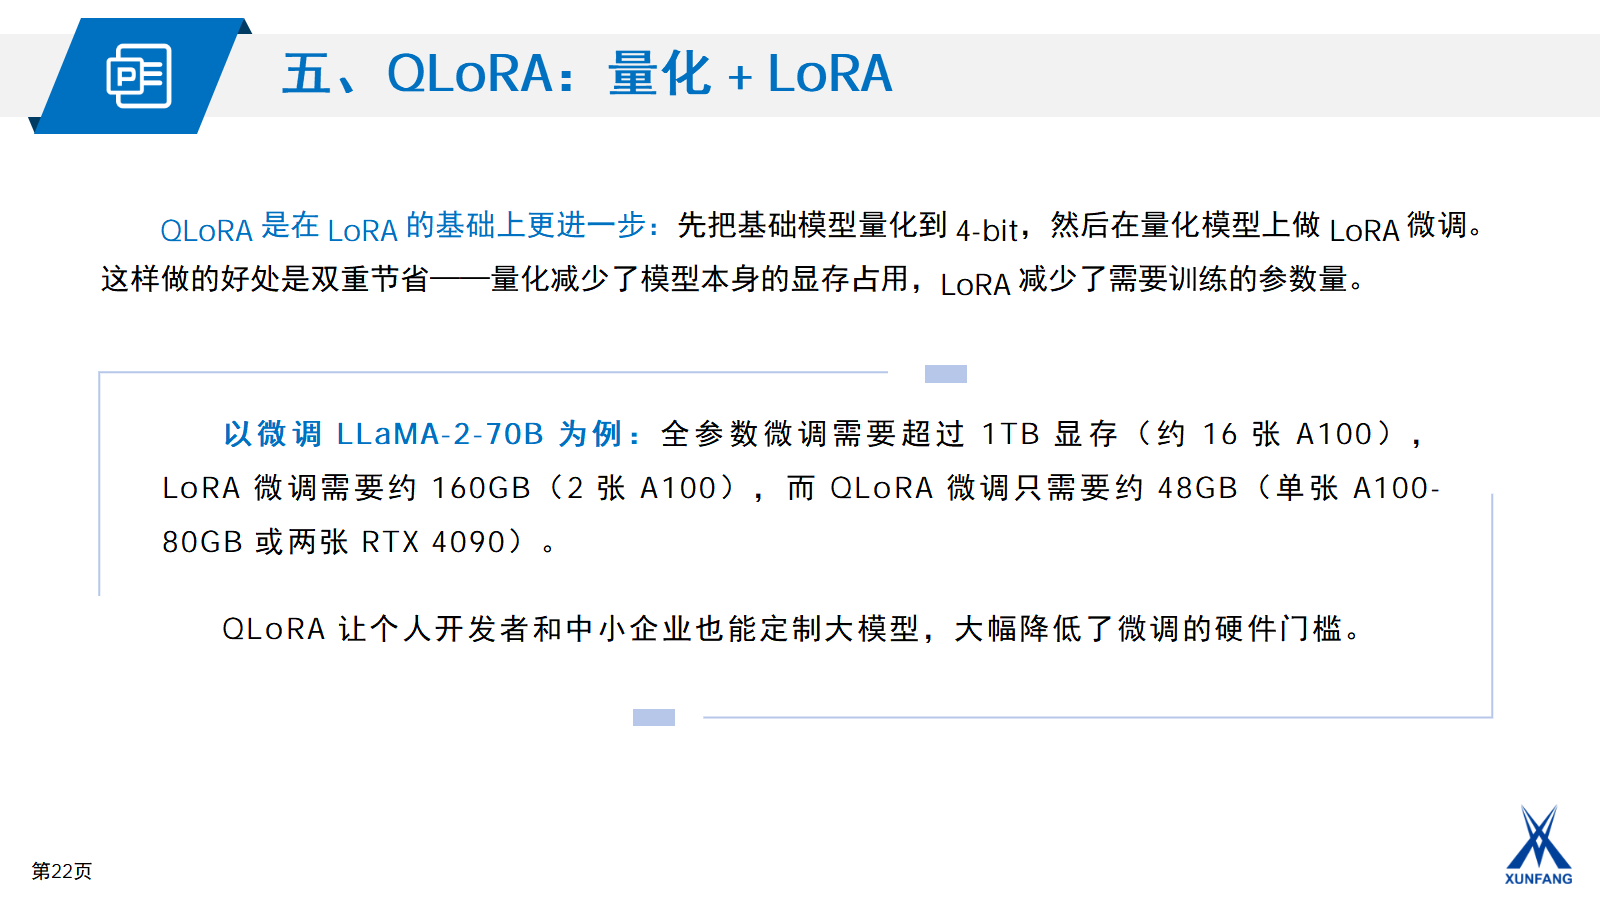 五、QLoRA：量化 + LoRA
QLoRA 是在 LoRA 的基础上更进一步：先把基础模型量化到 4-bit，然后在量化模型上做 LoRA 微调。
这样做的好处是双重节省——量化减少了模型本身的显存占用，LoRA 减少了需要训练的参数量。
以微调 LLaMA-2-70B 为例：全参数微调需要超过 1TB 显存（约 16 张 A100），
LoRA 微调需要约 160GB（2 张 A100），而 QLoRA 微调只需要约 48GB（单张 A100-
80GB 或两张 RTX 4090）。
QLoRA 让个人开发者和中小企业也能定制大模型，大幅降低了微调的硬件门槛。
第22页
XUNFANG